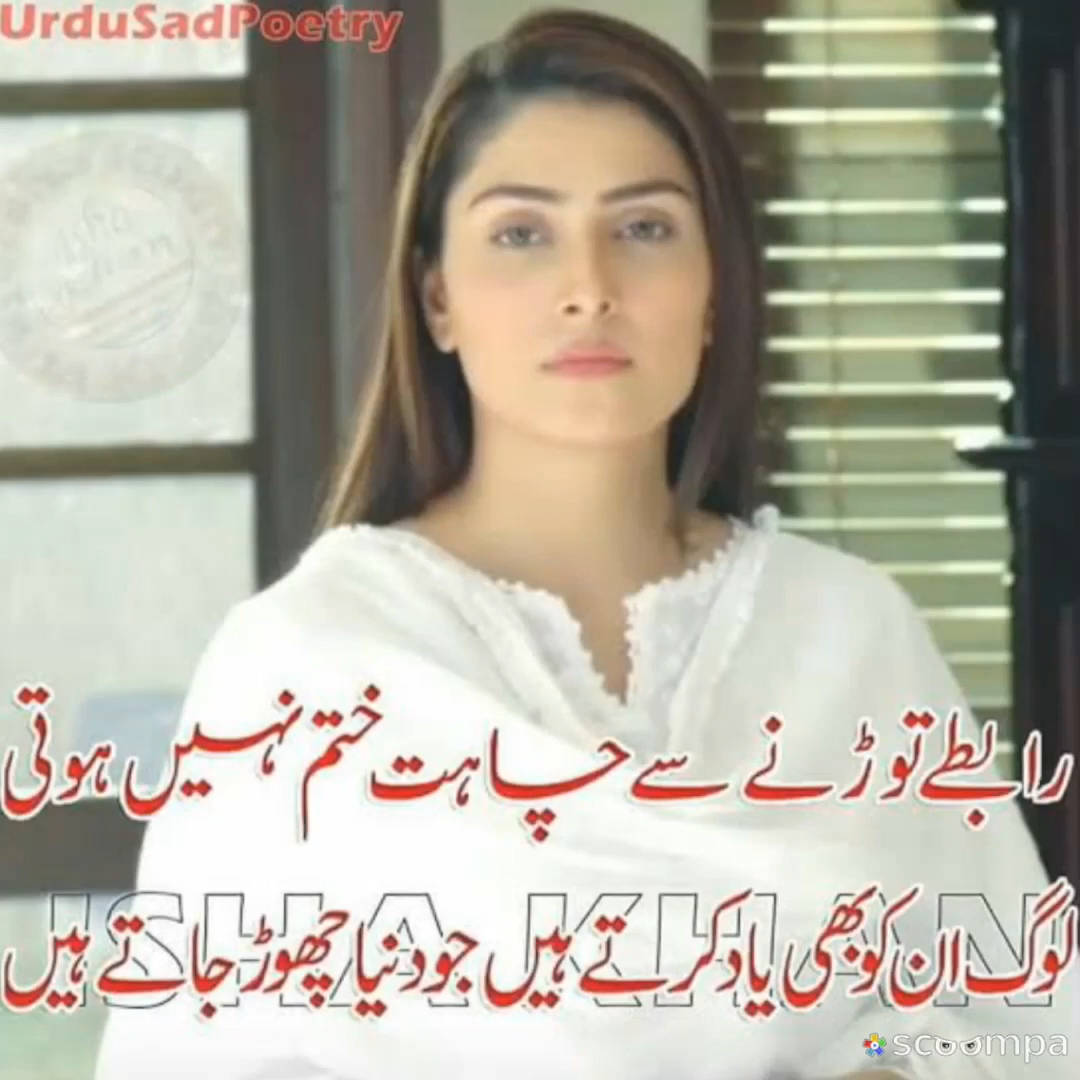 UrduSadPoetry
رابطے توڑنے سے چاہت ختم نہیں ہوتی
لوگ ان کو بھی یاد کرتے ہیں جو دنیا چھوڑ جاتے ہیں
ISHA KHAN
scoompa